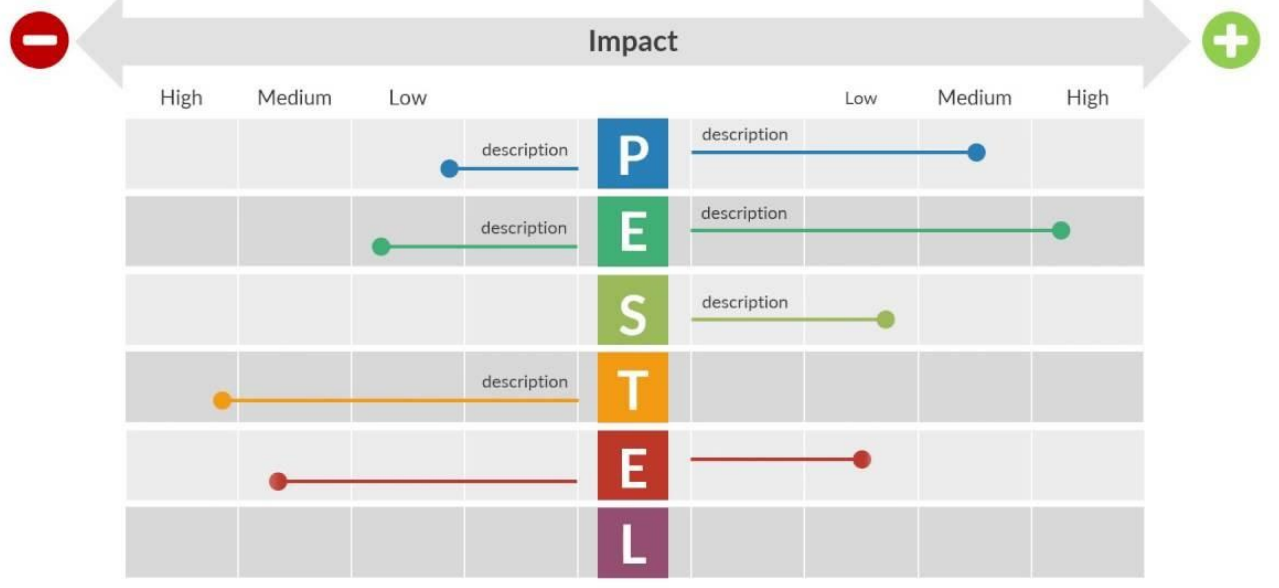 Impact
High Medium Low Low Medium High
description P description
description E description
S description
description T
E
L